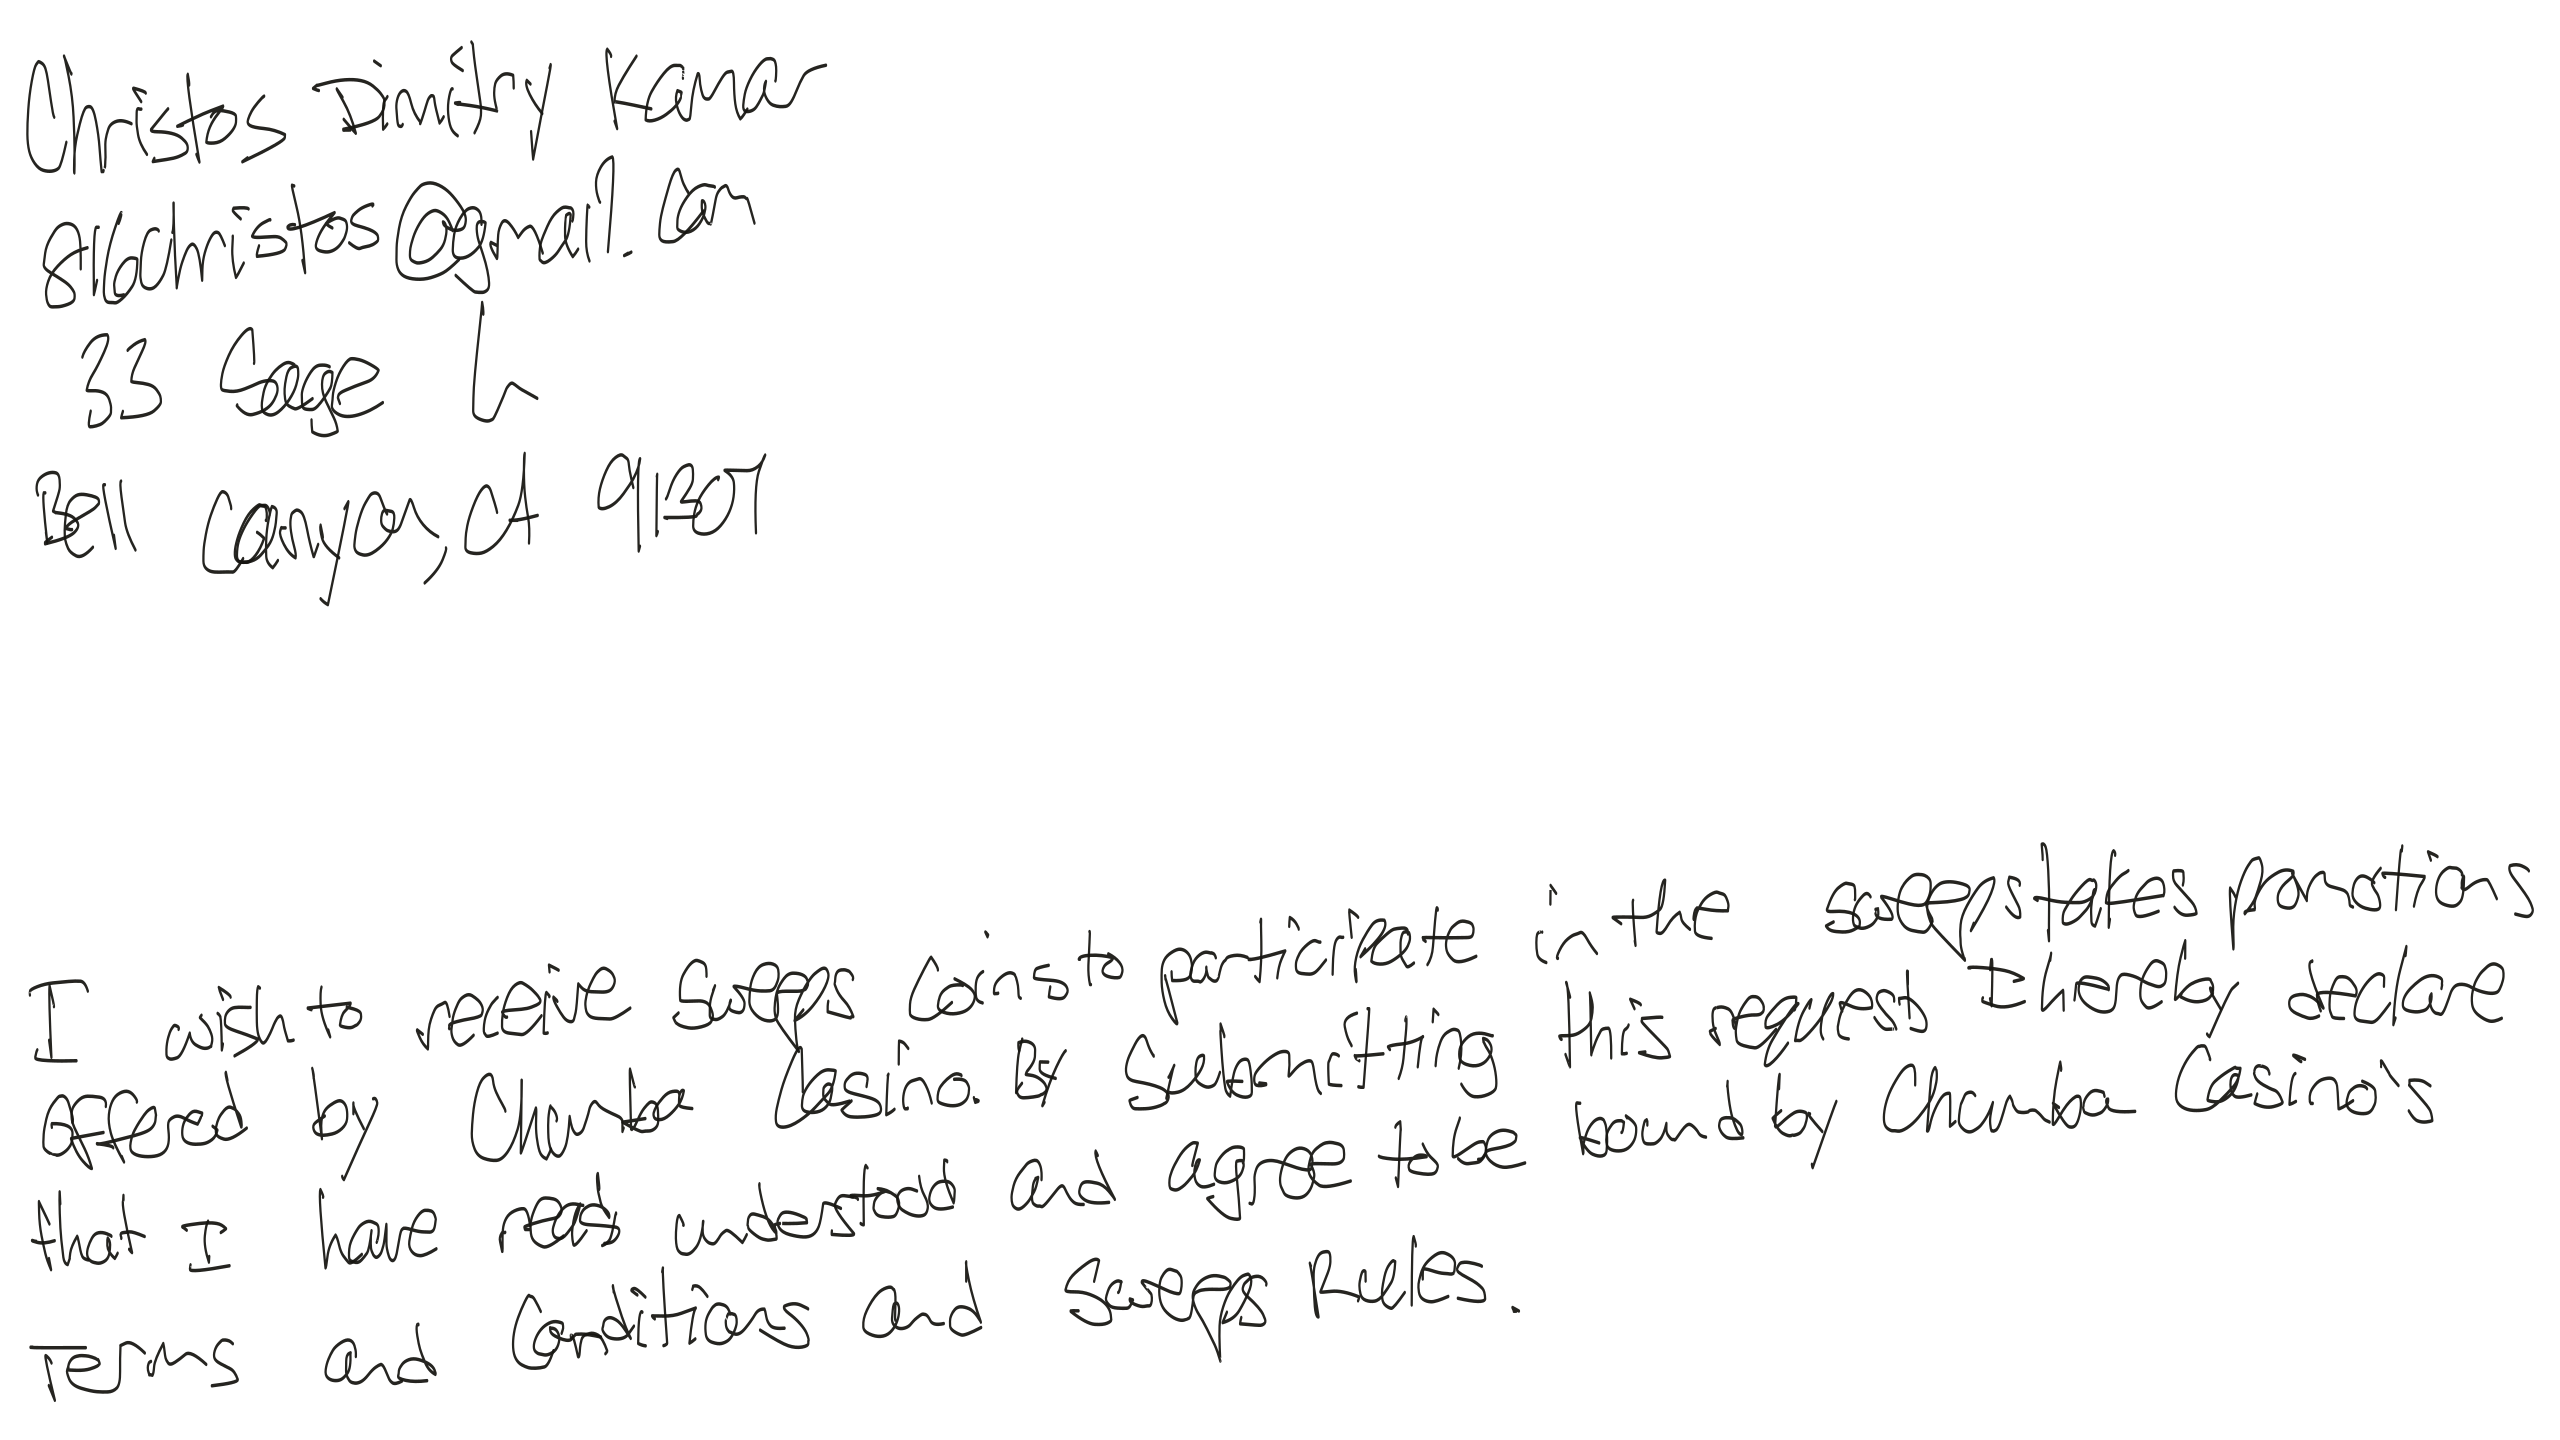 Christos Dimitry Kamar
816christos@gmail.com
33 Sage Ln
Bell Canyon, CA 91307
I wish to receive Sweeps Coins to participate in the sweepstakes promotions
offered by Chumba Casino. By submitting this request I hereby declare
that I have read understood and agree to be bound by Chumba Casino's
Terms and Conditions and Sweeps Rules.